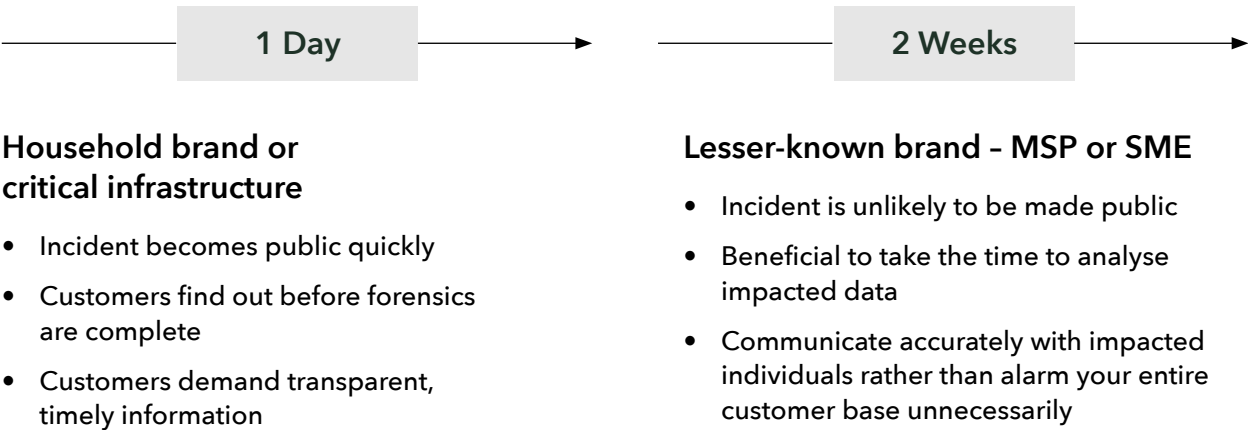 1 Day
Household brand or
critical infrastructure
• Incident becomes public quickly
• Customers find out before forensics
are complete
• Customers demand transparent,
timely information
2 Weeks
Lesser-known brand – MSP or SME
• Incident is unlikely to be made public
• Beneficial to take the time to analyse
impacted data
• Communicate accurately with impacted
individuals rather than alarm your entire
customer base unnecessarily